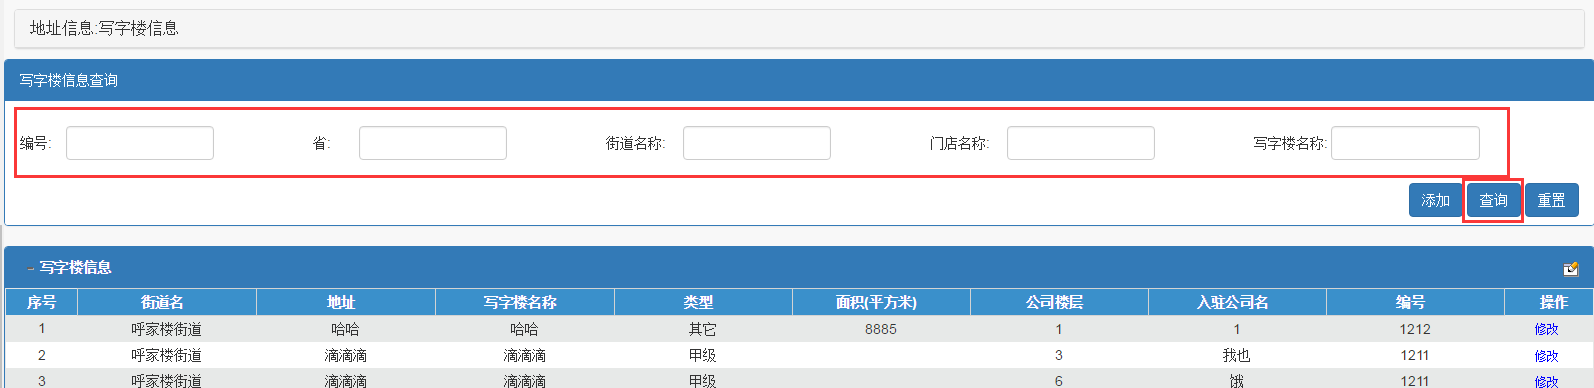 地址信息:写字楼信息
写字楼信息查询
编号: 省: 街道名称: 门店名称: 写字楼名称:
添加 查询 重置
写字楼信息
序号 街道名 地址 写字楼名称 类型 面积(平方米) 公司楼层 入驻公司名 编号 操作
1 呼家楼街道 哈哈 哈哈 其它 8885 1 1 1212 修改
2 呼家楼街道 滴滴滴 滴滴滴 甲级 3 我也 1211 修改
3 呼家楼街道 滴滴滴 滴滴滴 甲级 6 饿 1211 修改